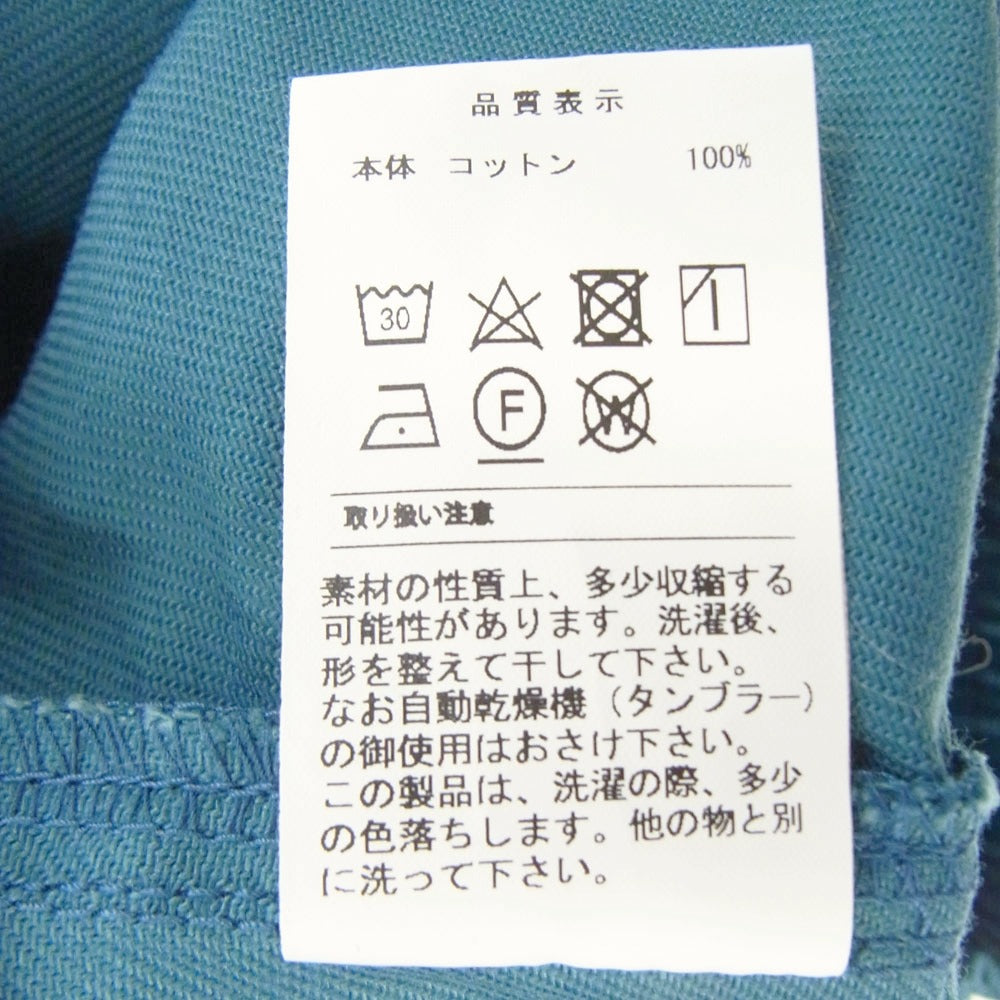 品質表示
本体 コットン 100%
30
F
W
取り扱い注意
素材の性質上、多少収縮する
可能性があります。洗濯後、
形を整えて干して下さい。
なお自動乾燥機（タンブラー）
の御使用はおさけ下さい。
この製品は、洗濯の際、多少
の色落ちします。他の物と別
に洗って下さい。